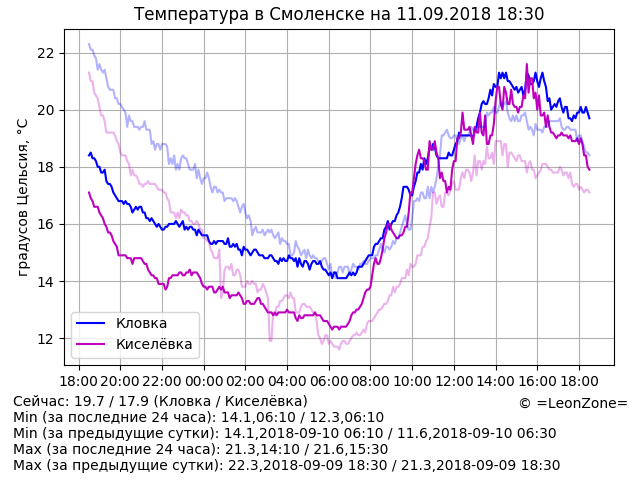 Температура в Смоленске на 11.09.2018 18:30
градусов Цельсия, °C
22
20
18
16
14
12
Кловка
Киселёвка
18:00 20:00 22:00 00:00 02:00 04:00 06:00 08:00 10:00 12:00 14:00 16:00 18:00
Сейчас: 19.7 / 17.9 (Кловка / Киселёвка)
© =LeonZone=
Min (за последние 24 часа): 14.1,06:10 / 12.3,06:10
Min (за предыдущие сутки): 14.1,2018-09-10 06:10 / 11.6,2018-09-10 06:30
Max (за последние 24 часа): 21.3,14:10 / 21.6,15:30
Max (за предыдущие сутки): 22.3,2018-09-09 18:30 / 21.3,2018-09-09 18:30